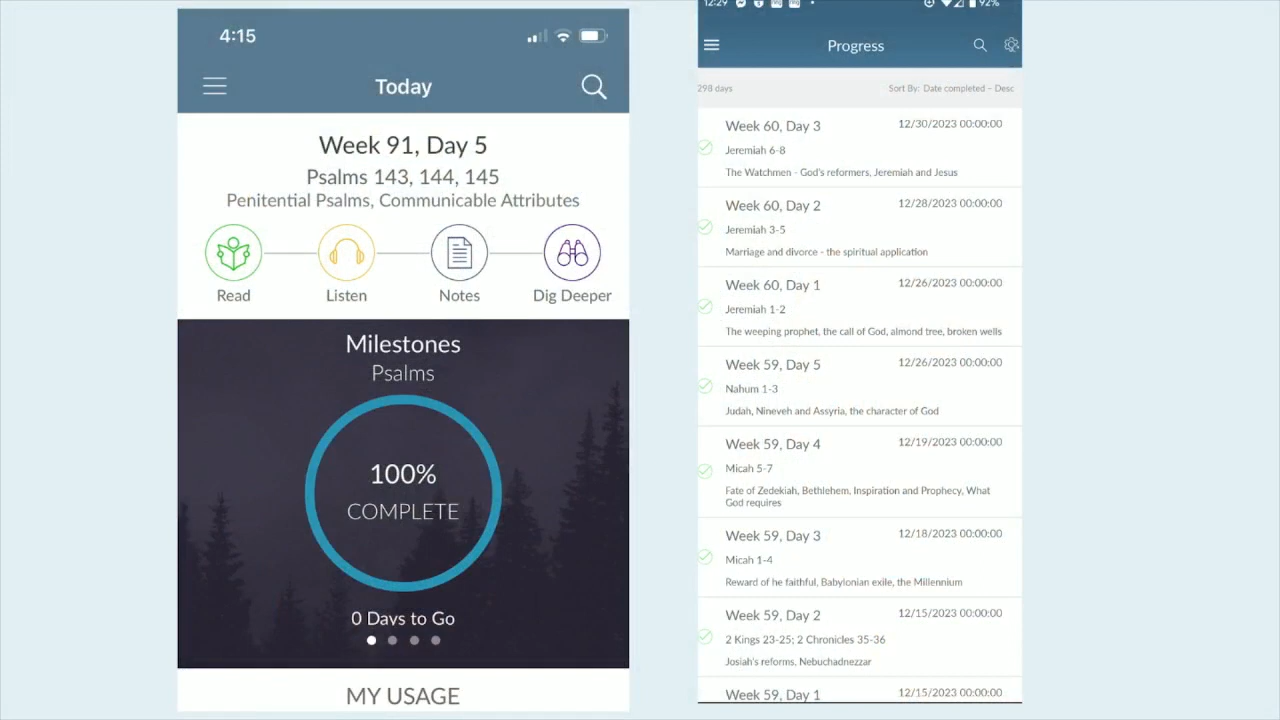 4:15
Today
Week 91, Day 5
Psalms 143, 144, 145
Penitential Psalms, Communicable Attributes
Read Listen Notes Dig Deeper
Milestones
Psalms
100%
COMPLETE
0 Days to Go
MY USAGE
12:29 92%
Progress
298 days Sort By: Date completed – Desc
Week 60, Day 3 12/30/2023 00:00:00
Jeremiah 6-8
The Watchmen - God's reformers, Jeremiah and Jesus
Week 60, Day 2 12/28/2023 00:00:00
Jeremiah 3-5
Marriage and divorce - the spiritual application
Week 60, Day 1 12/26/2023 00:00:00
Jeremiah 1-2
The weeping prophet, the call of God, almond tree, broken wells
Week 59, Day 5 12/26/2023 00:00:00
Nahum 1-3
Judah, Nineveh and Assyria, the character of God
Week 59, Day 4 12/19/2023 00:00:00
Micah 5-7
Fate of Zedekiah, Bethlehem, Inspiration and Prophecy, What
God requires
Week 59, Day 3 12/18/2023 00:00:00
Micah 1-4
Reward of he faithful, Babylonian exile, the Millennium
Week 59, Day 2 12/15/2023 00:00:00
2 Kings 23-25; 2 Chronicles 35-36
Josiah's reforms, Nebuchadnezzar
Week 59, Day 1 12/15/2023 00:00:00